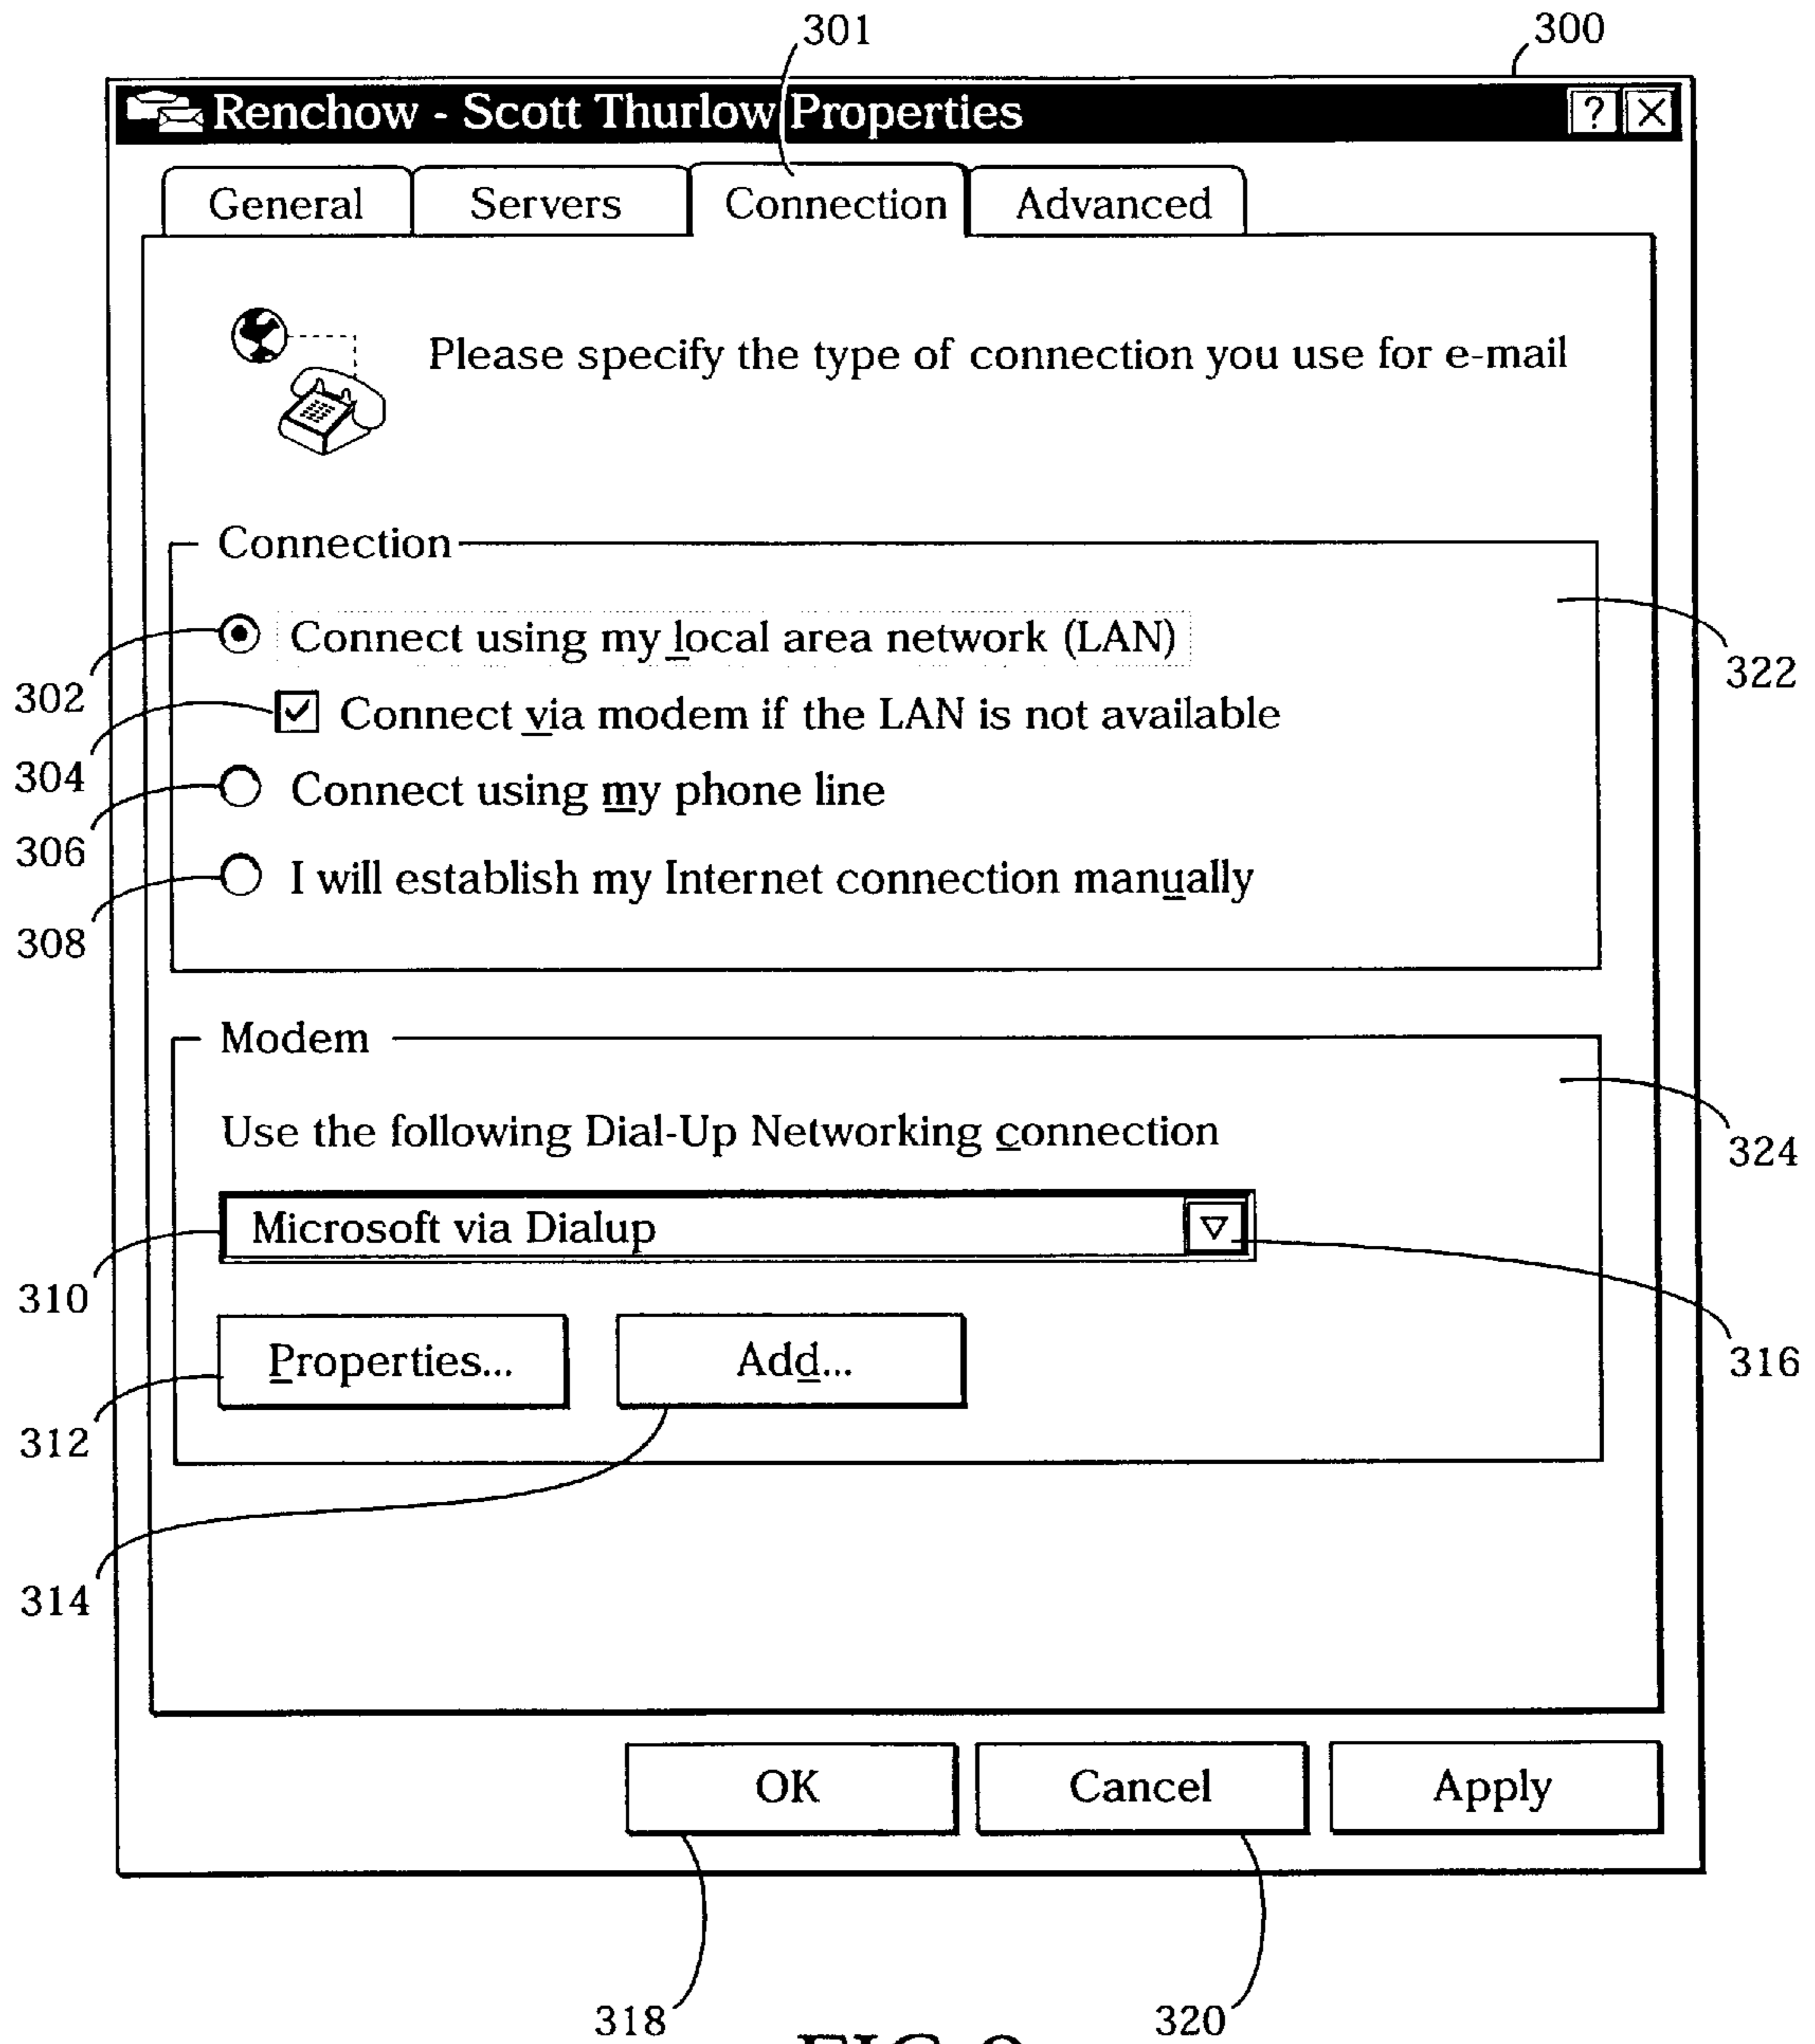 301
300
Renchow - Scott Thurlow Properties ? X
General Servers Connection Advanced
Please specify the type of connection you use for e-mail
Connection
Connect using my local area network (LAN)
302
322
Connect via modem if the LAN is not available
304
Connect using my phone line
306
I will establish my Internet connection manually
308
Modem
Use the following Dial-Up Networking connection
324
Microsoft via Dialup
310
316
Properties... Add...
312
314
OK Cancel Apply
318 320